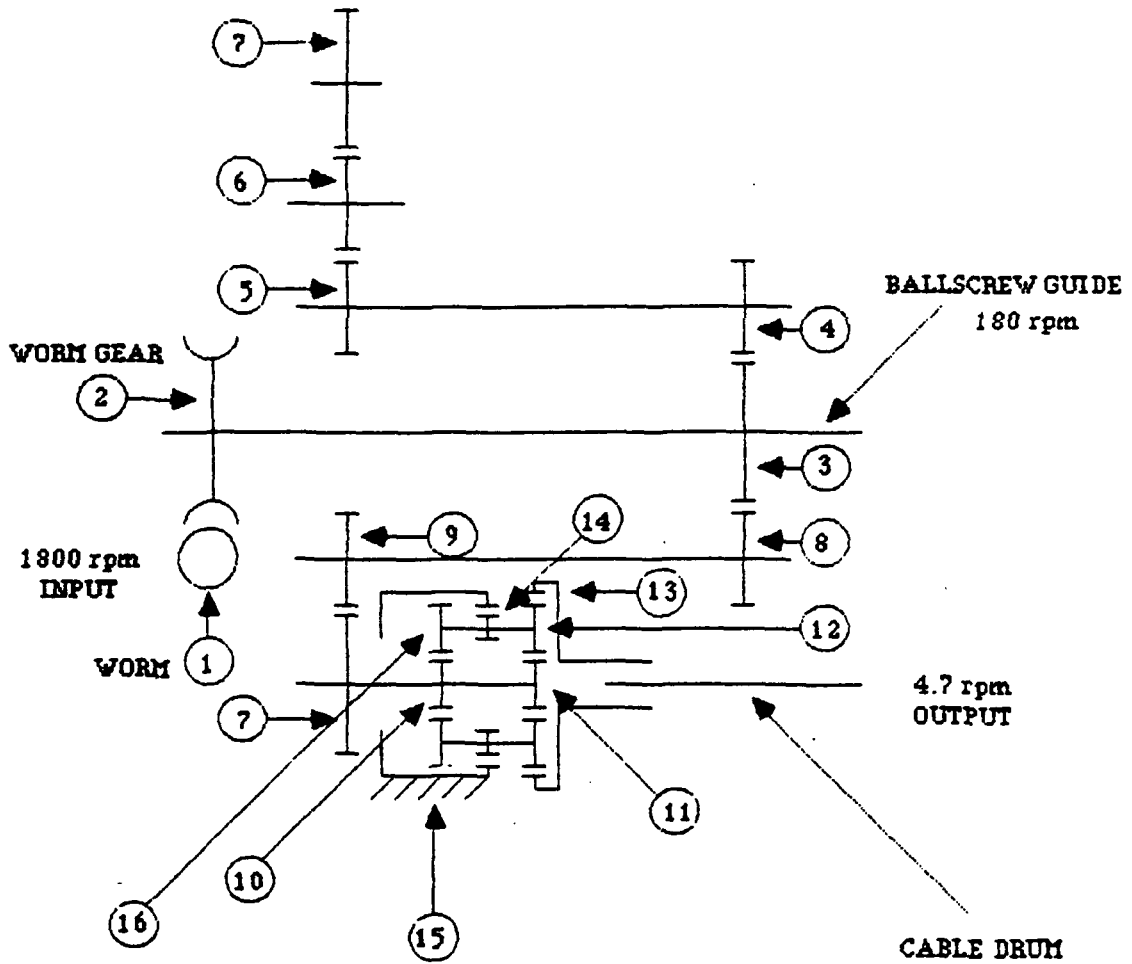 7
6
5
BALLSCREW GUIDE
180 rpm
4
WORM GEAR
2
3
14
9
8
1800 rpm
INPUT
13
12
WORM
1
4.7 rpm
OUTPUT
7
11
10
16
15
CABLE DRUM